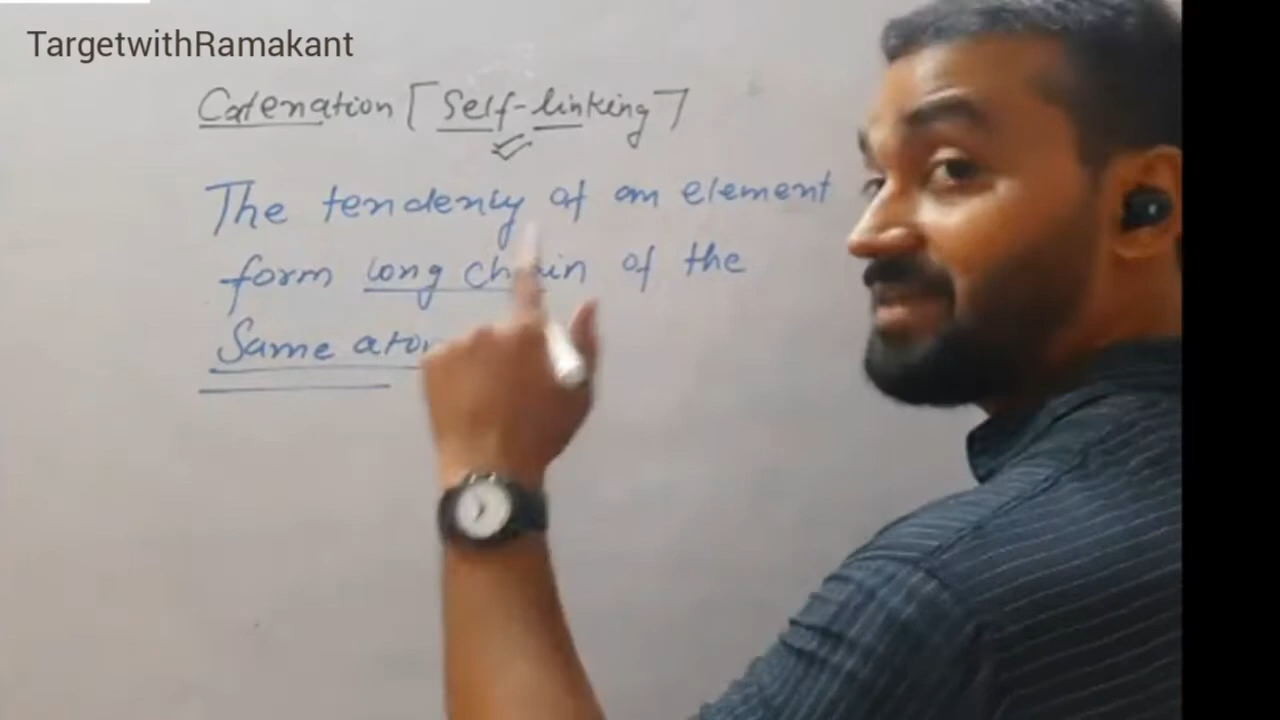 TargetwithRamakant
Catenation [Self-linking]
The tendency of an element
form long chain of the
Same